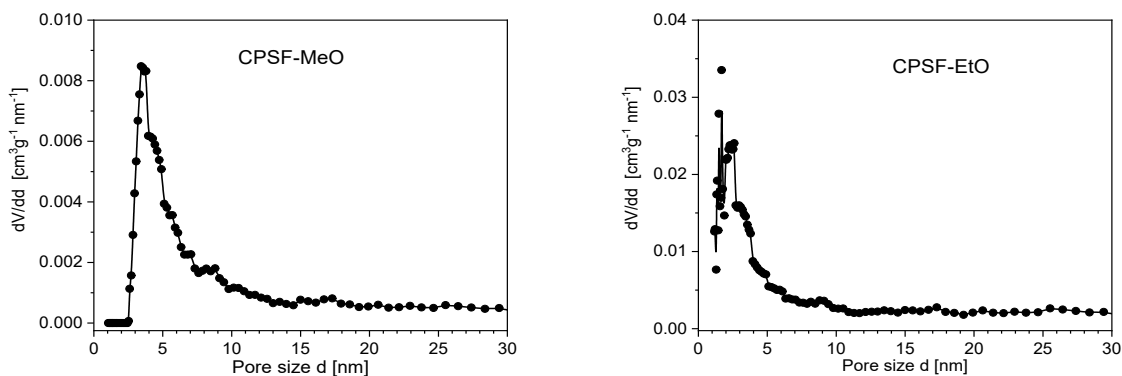 CPSF-MeO
dV/dd [cm³g⁻¹ nm⁻¹]
0.010
0.008
0.006
0.004
0.002
0.000
0 5 10 15 20 25 30
Pore size d [nm]
CPSF-EtO
dV/dd [cm³g⁻¹ nm⁻¹]
0.04
0.03
0.02
0.01
0.00
0 5 10 15 20 25 30
Pore size d [nm]